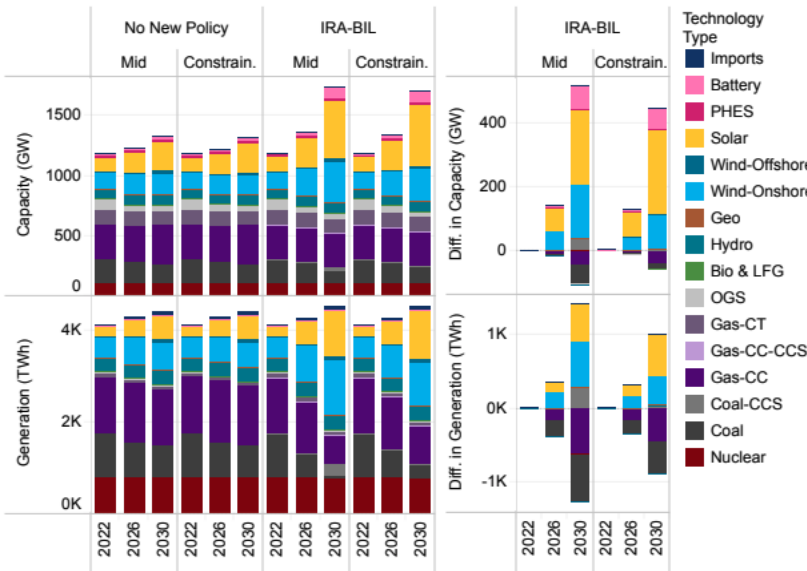 No New Policy IRA-BIL IRA-BIL
Mid Constrain. Mid Constrain. Mid Constrain.
Capacity (GW)
1500
1000
500
0
Generation (TWh)
4K
2K
0K
2022 2026 2030 2022 2026 2030 2022 2026 2030 2022 2026 2030
Diff. in Capacity (GW)
400
200
0
Diff. in Generation (TWh)
1K
0K
-1K
2022 2026 2030 2022 2026 2030
Technology
Type
Imports
Battery
PHES
Solar
Wind-Offshore
Wind-Onshore
Geo
Hydro
Bio & LFG
OGS
Gas-CT
Gas-CC-CCS
Gas-CC
Coal-CCS
Coal
Nuclear